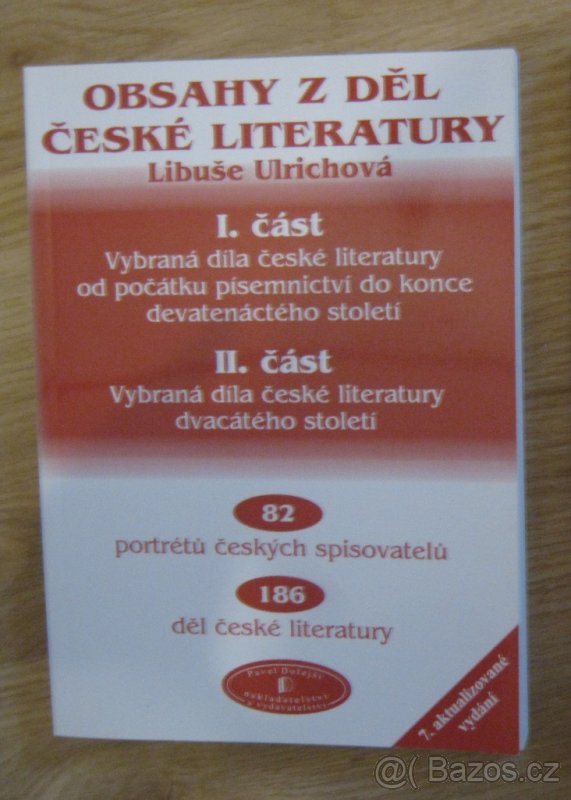 OBSAHY Z DĚL
ČESKÉ LITERATURY
Libuše Ulrichová
I. část
Vybraná díla české literatury
od počátku písemnictví do konce
devatenáctého století
II. část
Vybraná díla české literatury
dvacátého století
82
portrétů českých spisovatelů
186
děl české literatury
Pavel Dolejší
nakladatelství
a vydavatelství
7. aktualizované
vydání
@( Bazos.cz